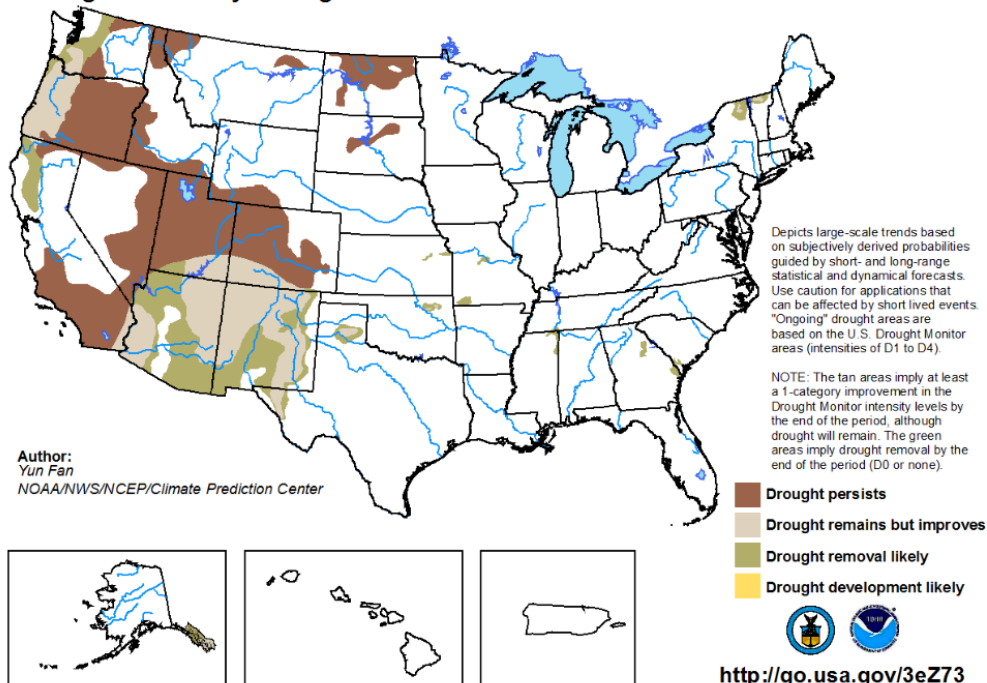 Depicts large-scale trends based
on subjectively derived probabilities
guided by short- and long-range
statistical and dynamical forecasts.
Use caution for applications that
can be affected by short lived events.
"Ongoing" drought areas are
based on the U.S. Drought Monitor
areas (intensities of D1 to D4).
NOTE: The tan areas imply at least
a 1-category improvement in the
Drought Monitor intensity levels by
the end of the period, although
drought will remain. The green
areas imply drought removal by the
end of the period (D0 or none).
Author:
Yun Fan
NOAA/NWS/NCEP/Climate Prediction Center
Drought persists
Drought remains but improves
Drought removal likely
Drought development likely
http://go.usa.gov/3eZ73